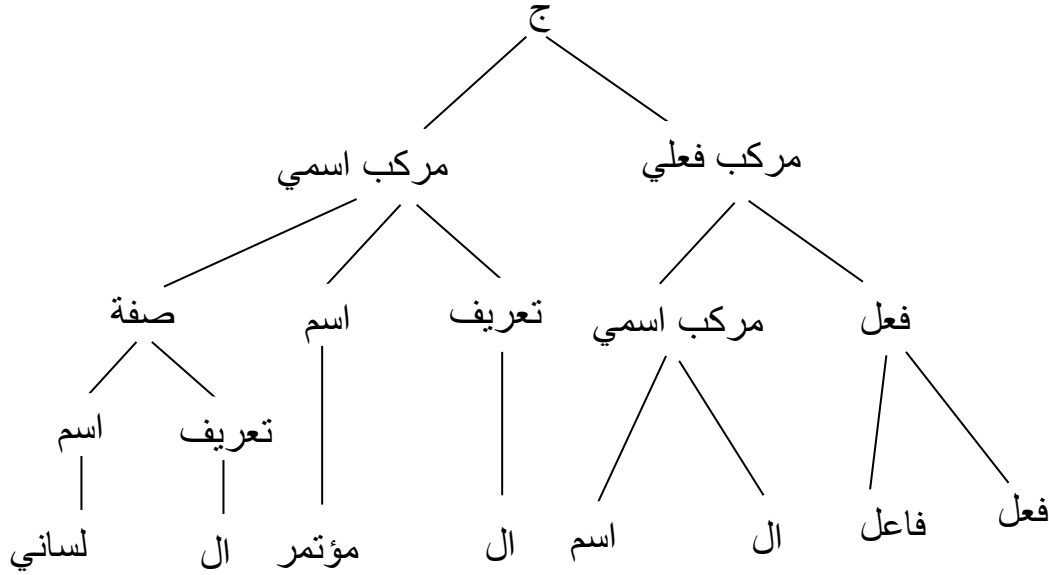 ج
مركب فعلي مركب اسمي
فعل مركب اسمي تعريف اسم صفة
تعريف اسم
فعل فاعل ال اسم ال مؤتمر ال لساني